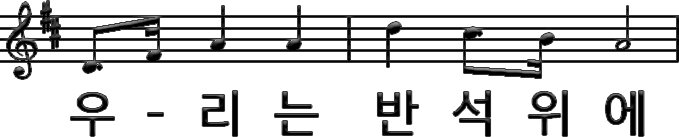 우 - 리 는 반 석 위 에